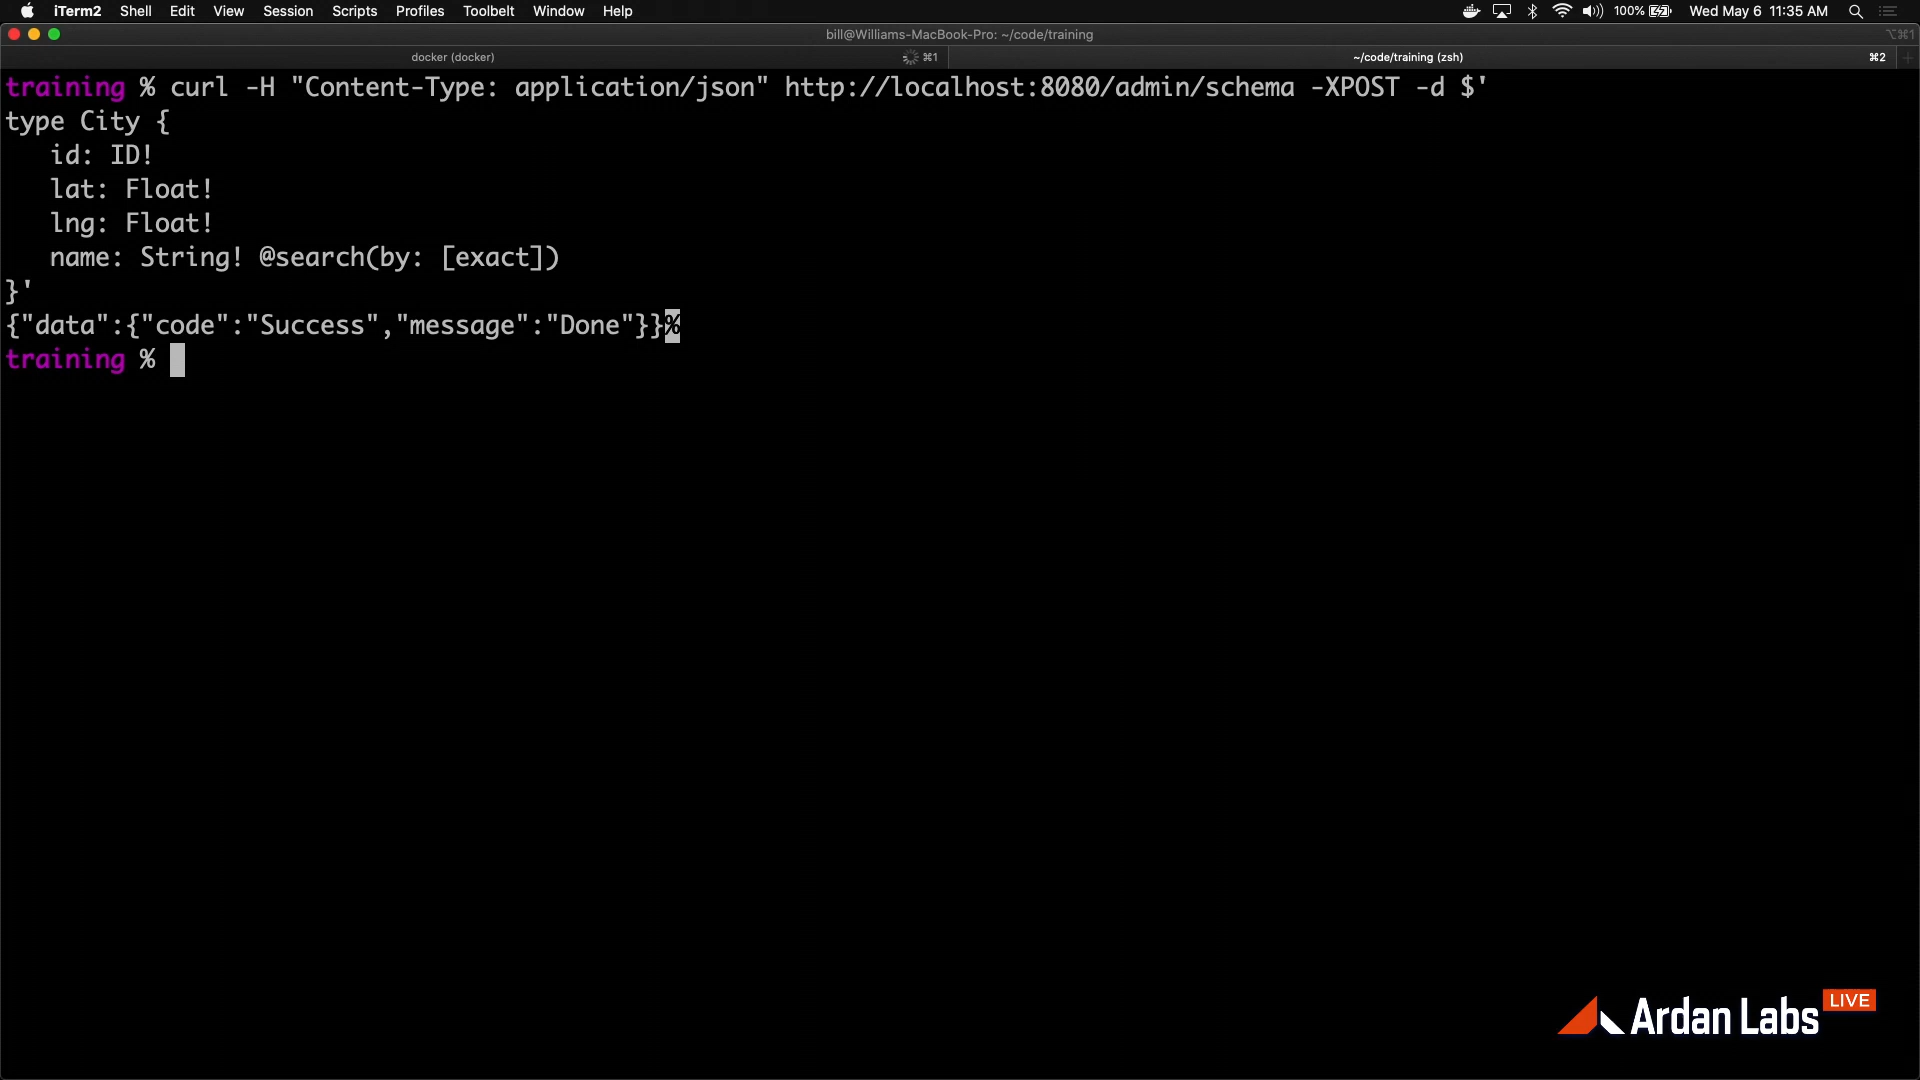 iTerm2 Shell Edit View Session Scripts Profiles Toolbelt Window Help 100% Wed May 6 11:35 AM
bill@Williams-MacBook-Pro: ~/code/training ⌥⌘1
docker (docker) ⌘1 ~/code/training (zsh) ⌘2
training % curl -H "Content-Type: application/json" http://localhost:8080/admin/schema -XPOST -d $'
type City {
   id: ID!
   lat: Float!
   lng: Float!
   name: String! @search(by: [exact])
}'
{"data":{"code":"Success","message":"Done"}}%
training %
Ardan Labs LIVE